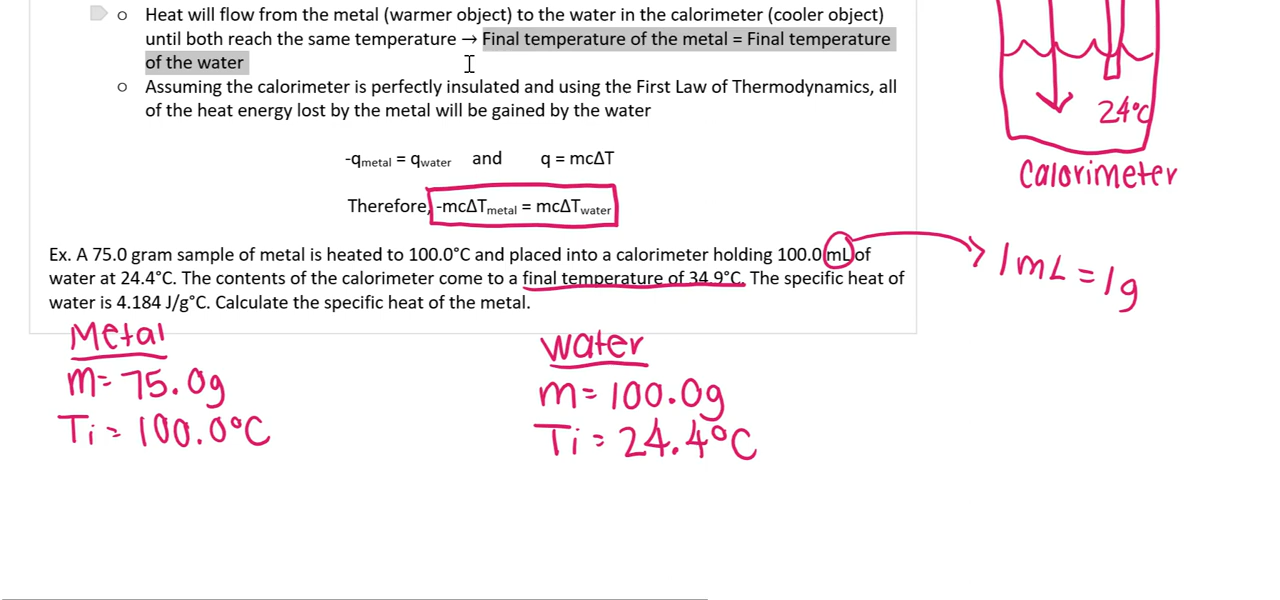 o Heat will flow from the metal (warmer object) to the water in the calorimeter (cooler object)
until both reach the same temperature → Final temperature of the metal = Final temperature
of the water
o Assuming the calorimeter is perfectly insulated and using the First Law of Thermodynamics, all
of the heat energy lost by the metal will be gained by the water
24°C
Calorimeter
-qmetal = qwater and q = mcΔT
Therefore, -mcΔTmetal = mcΔTwater
Ex. A 75.0 gram sample of metal is heated to 100.0°C and placed into a calorimeter holding 100.0 mL of
water at 24.4°C. The contents of the calorimeter come to a final temperature of 34.9°C. The specific heat of
water is 4.184 J/g°C. Calculate the specific heat of the metal.
1mL = 1g
Metal
m = 75.0g
Ti = 100.0°C
Water
m = 100.0g
Ti = 24.4°C